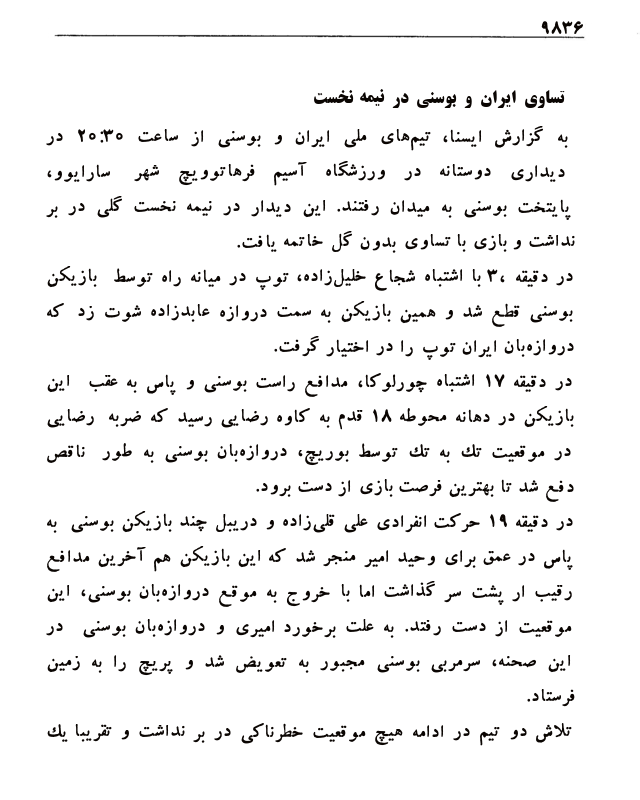 ۹۸۳۶
تساوی ایران و بوسنی در نیمه نخست
به گزارش ایسنا، تیم‌های ملی ایران و بوسنی از ساعت ۲۰:۳۰ در
دیداری دوستانه در ورزشگاه آسیم فرهاتوویچ شهر سارایوو،
پایتخت بوسنی به میدان رفتند. این دیدار در نیمه نخست گلی در بر
نداشت و بازی با تساوی بدون گل خاتمه یافت.
در دقیقه ۳، با اشتباه شجاع خلیل‌زاده، توپ در میانه راه توسط بازیکن
بوسنی قطع شد و همین بازیکن به سمت دروازه عابدزاده شوت زد که
دروازه‌بان ایران توپ را در اختیار گرفت.
در دقیقه ۱۷ اشتباه چورلوکا، مدافع راست بوسنی و پاس به عقب این
بازیکن در دهانه محوطه ۱۸ قدم به کاوه رضایی رسید که ضربه رضایی
در موقعیت تك به تك توسط بوریچ، دروازه‌بان بوسنی به طور ناقص
دفع شد تا بهترین فرصت بازی از دست برود.
در دقیقه ۱۹ حرکت انفرادی علی قلی‌زاده و دریبل چند بازیکن بوسنی به
پاس در عمق برای وحید امیر منجر شد که این بازیکن هم آخرین مدافع
رقیب ار پشت سر گذاشت اما با خروج به موقع دروازه‌بان بوسنی، این
موقعیت از دست رفتد. به علت برخورد امیری و دروازه‌بان بوسنی در
این صحنه، سرمربی بوسنی مجبور به تعویض شد و پریچ را به زمین
فرستاد.
تلاش دو تیم در ادامه هیچ موقعیت خطرناکی در بر نداشت و تقریبا یك